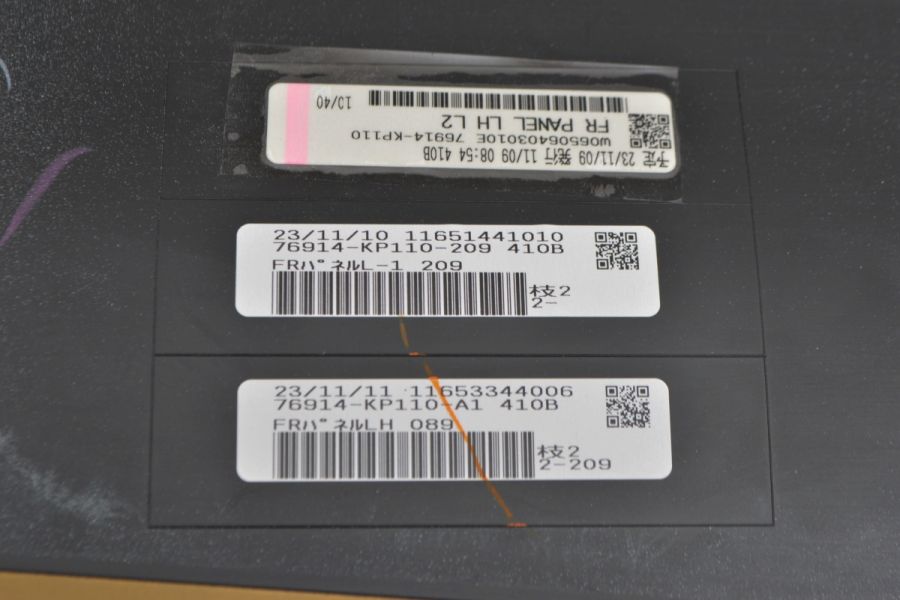 予定 23/11/09 発行 11/09 08:54 410B
W0650640301OE 76914-KP110
FR PANEL LH L2
10/40
23/11/10 11651441010
76914-KP110-209 410B
FRパネルL-1 209
枝2
2-
23/11/11 11653344006
76914-KP110-A1 410B
FRパネルLH 089
枝2
2-209